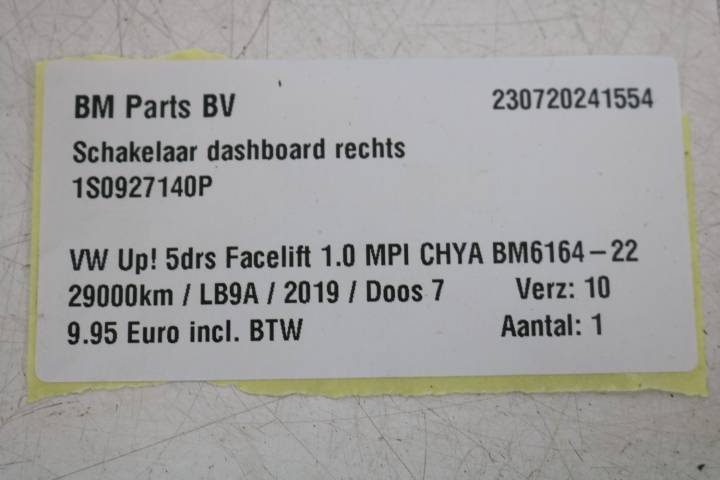 BM Parts BV 230720241554
Schakelaar dashboard rechts
1S0927140P
VW Up! 5drs Facelift 1.0 MPI CHYA BM6164-22
29000km / LB9A / 2019 / Doos 7 Verz: 10
9.95 Euro incl. BTW Aantal: 1